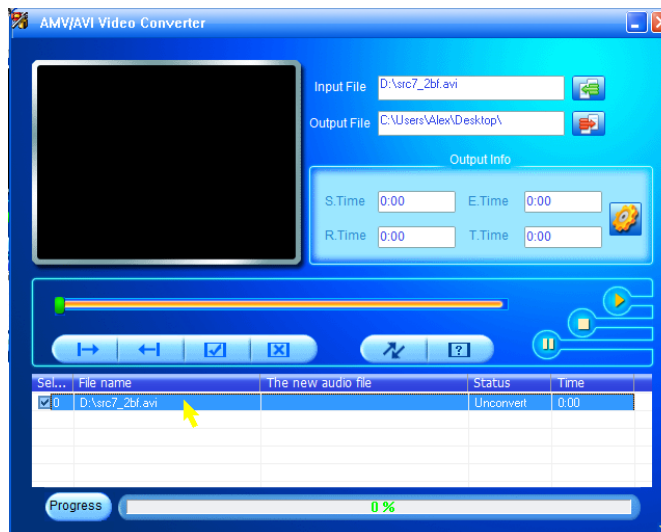 AMV/AVI Video Converter
Input File D:\src7_2bf.avi
Output File C:\Users\Alex\Desktop\
Output Info
S.Time 0:00 E.Time 0:00
R.Time 0:00 T.Time 0:00
Sel... File name The new audio file Status Time
0 D:\src7_2bf.avi Unconvert 0:00
Progress 0 %